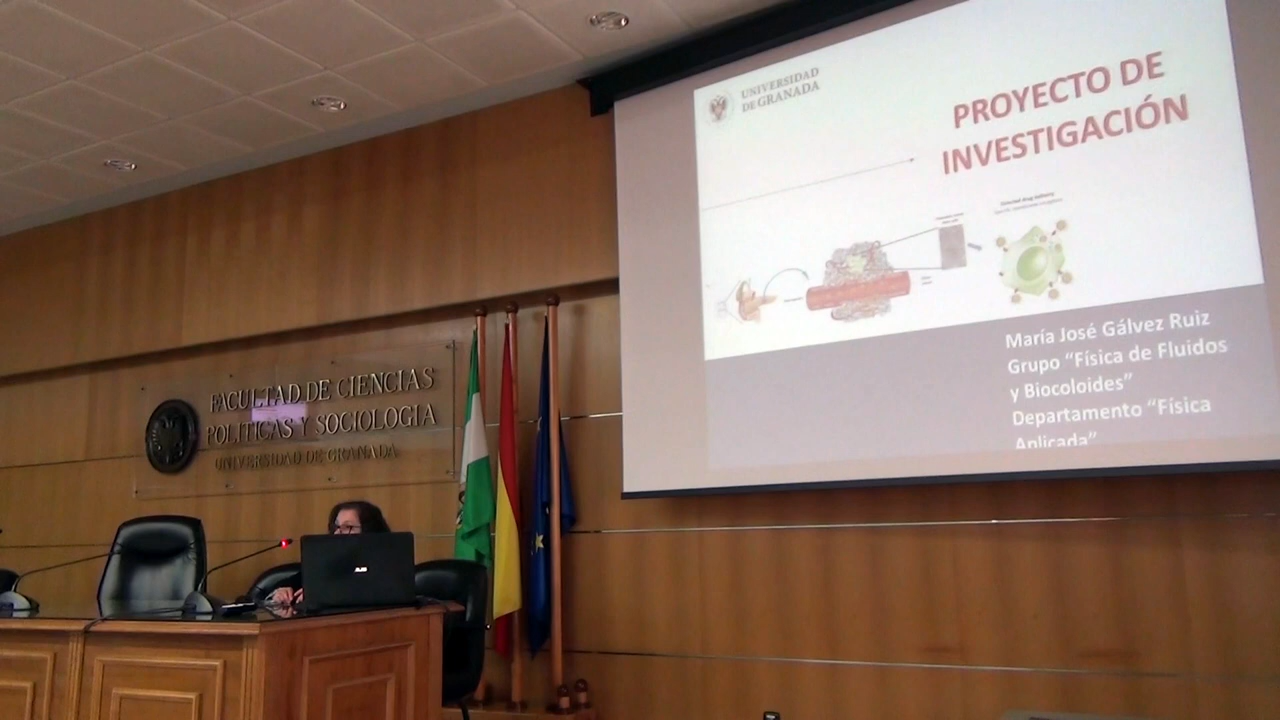 UNIVERSIDAD
DE GRANADA
PROYECTO DE
INVESTIGACIÓN
María José Gálvez Ruiz
Grupo “Física de Fluidos
y Biocoloides”
Departamento “Física
Aplicada”
FACULTAD DE CIENCIAS
POLITICAS Y SOCIOLOGIA
UNIVERSIDAD DE GRANADA